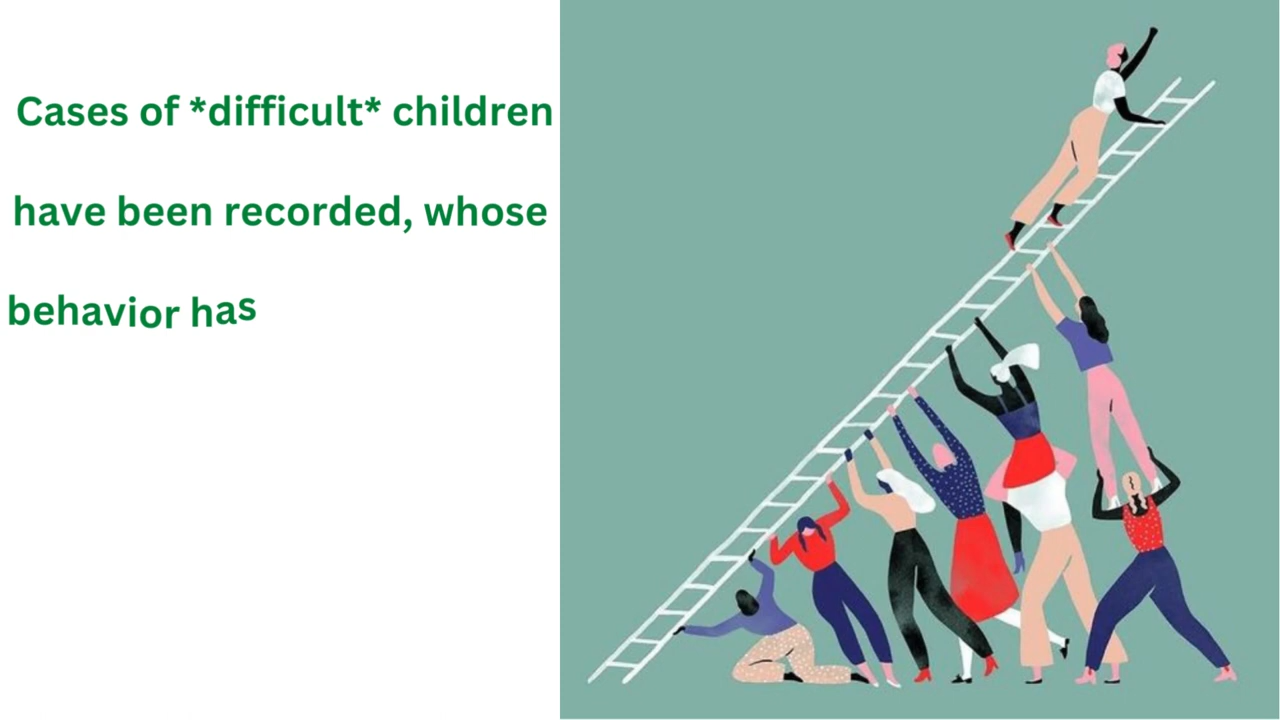 Cases of *difficult* children
have been recorded, whose
behavior has